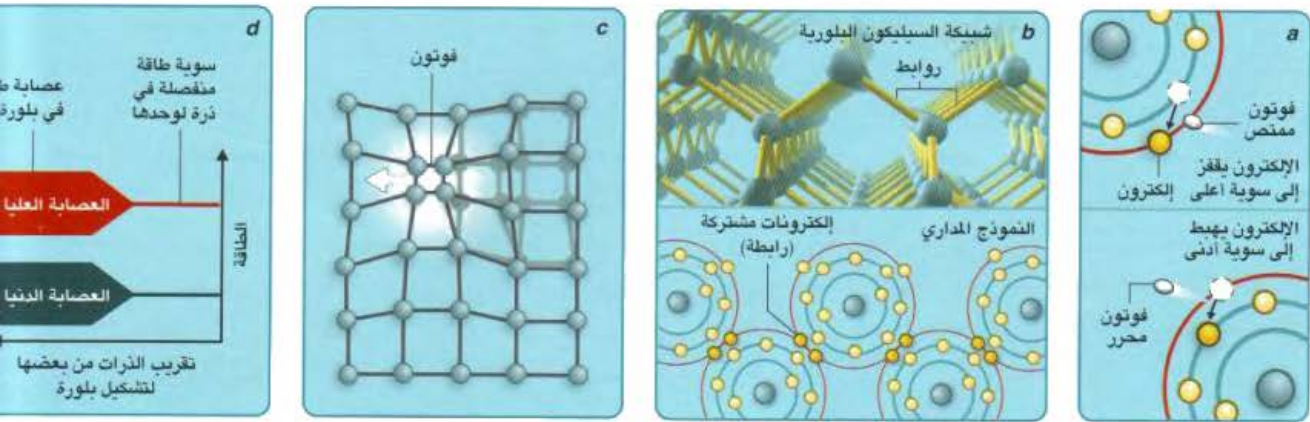 a
فوتون
ممتص
الإلكترون يقفز
إلى سوية أعلى
إلكترون
الإلكترون يهبط
إلى سوية أدنى
فوتون
محرر
b
شبيكة السيليكون البلورية
روابط
النموذج المداري
إلكترونات مشتركة
(رابطة)
c
فوتون
d
سوية طاقة
منفصلة في
ذرة لوحدها
عصابة
في بلورة
العصابة العليا
العصابة الدنيا
الطاقة
تقريب الذرات من بعضها
لتشكيل بلورة